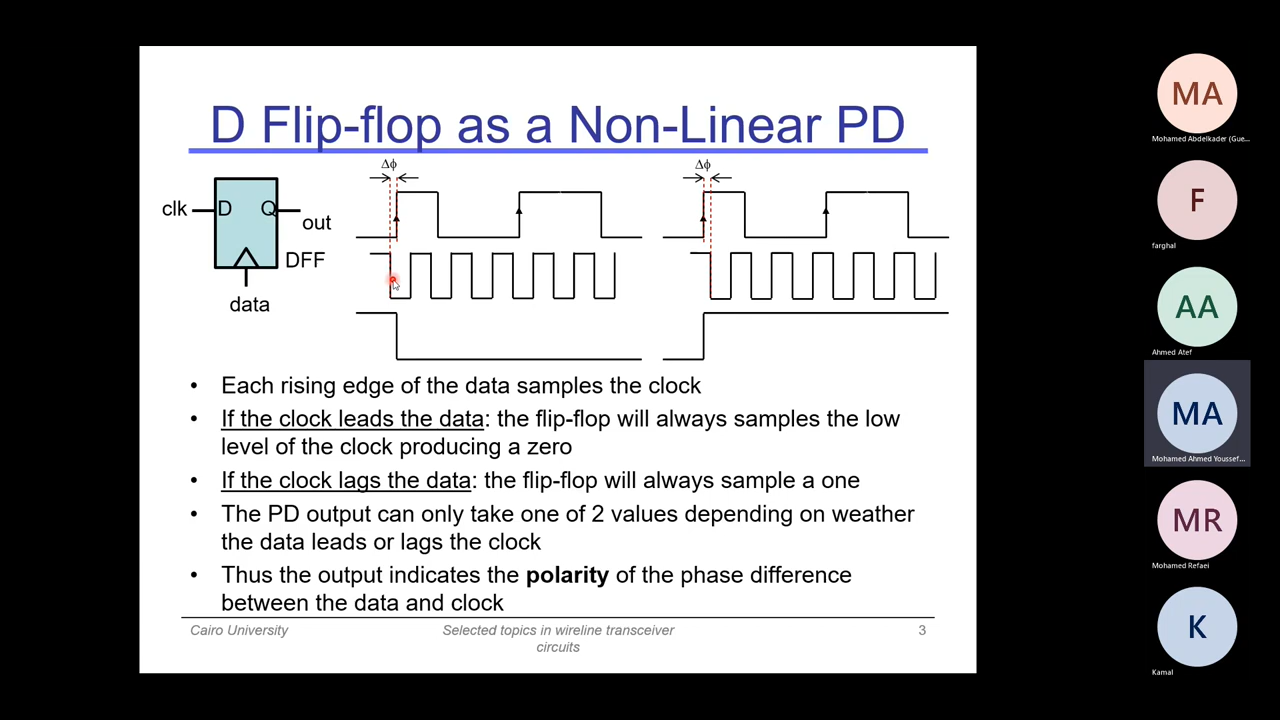 D Flip-flop as a Non-Linear PD
Δϕ
Δϕ
clk
D
Q
out
DFF
data
• Each rising edge of the data samples the clock
• If the clock leads the data: the flip-flop will always samples the low
level of the clock producing a zero
• If the clock lags the data: the flip-flop will always sample a one
• The PD output can only take one of 2 values depending on weather
the data leads or lags the clock
• Thus the output indicates the polarity of the phase difference
between the data and clock
Cairo University
Selected topics in wireline transceiver
circuits
3
MA
Mohamed Abdelkader (Gue...
F
farghal
AA
Ahmed Atef
MA
Mohamed Ahmed Youssef...
MR
Mohamed Refaei
K
Kamal